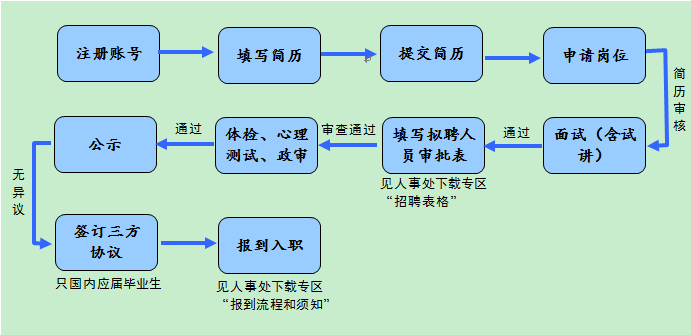 注册账号
填写简历
提交简历
申请岗位
简历审核
面试（含试
讲）
通过
填写拟聘人
员审批表
见人事处下载专区
“招聘表格”
审查通过
体检、心理
测试、政审
通过
公示
无异议
签订三方
协议
只国内应届毕业生
报到入职
见人事处下载专区
“报到流程和须知”